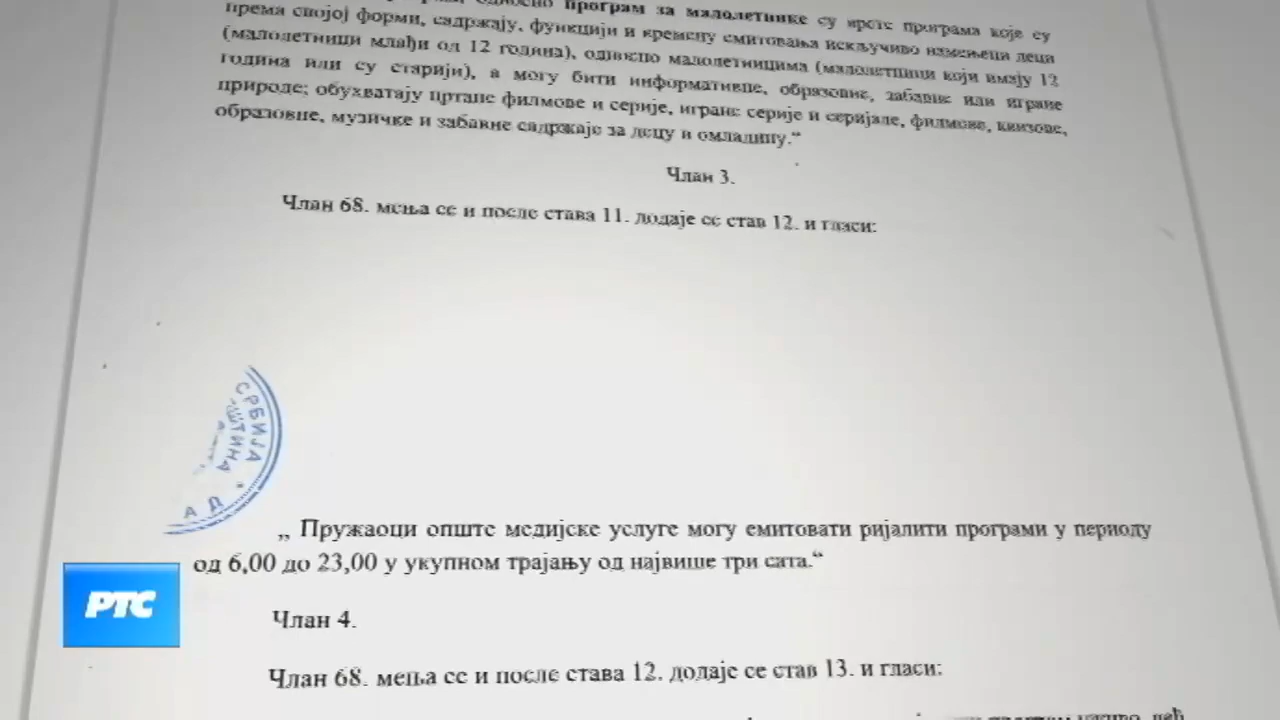 програм за малолетнике су врсте програма које су
према својој форми, садржају, функцији и времену емитовања искључиво намењени деци
(малолетници млађи од 12 година), односно малолетницима (малолетници који имају 12
година или су старији), а могу бити информативне, образовне, забавне или игране
природе; обухватају цртане филмове и серије, игране серије и серијале, филмове, квизове,
образовне, музичке и забавне садржаје за децу и омладину.“
Члан 3.
Члан 68. мења се и после става 11. додаје се став 12. и гласи:
СРБИЈА
ШТИНА
АД
„ Пружаоци опште медијске услуге могу емитовати ријалити програми у периоду
од 6,00 до 23,00 у укупном трајању од највише три сата.“
РТС
Члан 4.
Члан 68. мења се и после става 12. додаје се став 13. и гласи: